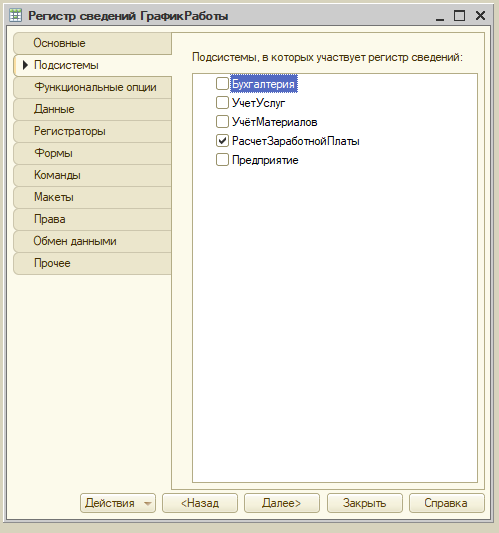 Регистр сведений ГрафикРаботы
Основные
Подсистемы
Функциональные опции
Данные
Регистраторы
Формы
Команды
Макеты
Права
Обмен данными
Прочее
Подсистемы, в которых участвует регистр сведений:
Бухгалтерия
УчетУслуг
УчётМатериалов
РасчетЗаработнойПлаты
Предприятие
Действия
<Назад
Далее>
Закрыть
Справка